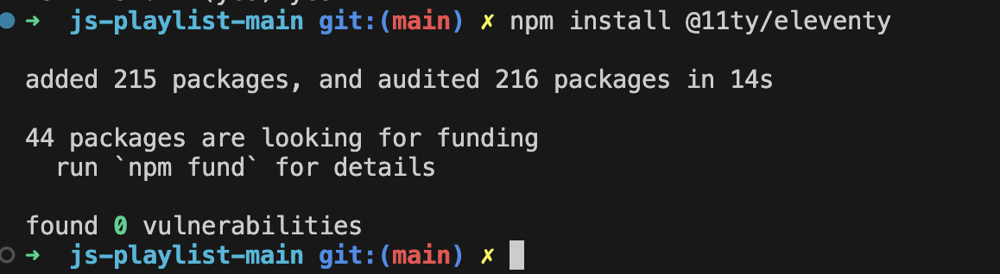 ➜ js-playlist-main git:(main) ✗ npm install @11ty/eleventy
added 215 packages, and audited 216 packages in 14s
44 packages are looking for funding
run `npm fund` for details
found 0 vulnerabilities
➜ js-playlist-main git:(main) ✗